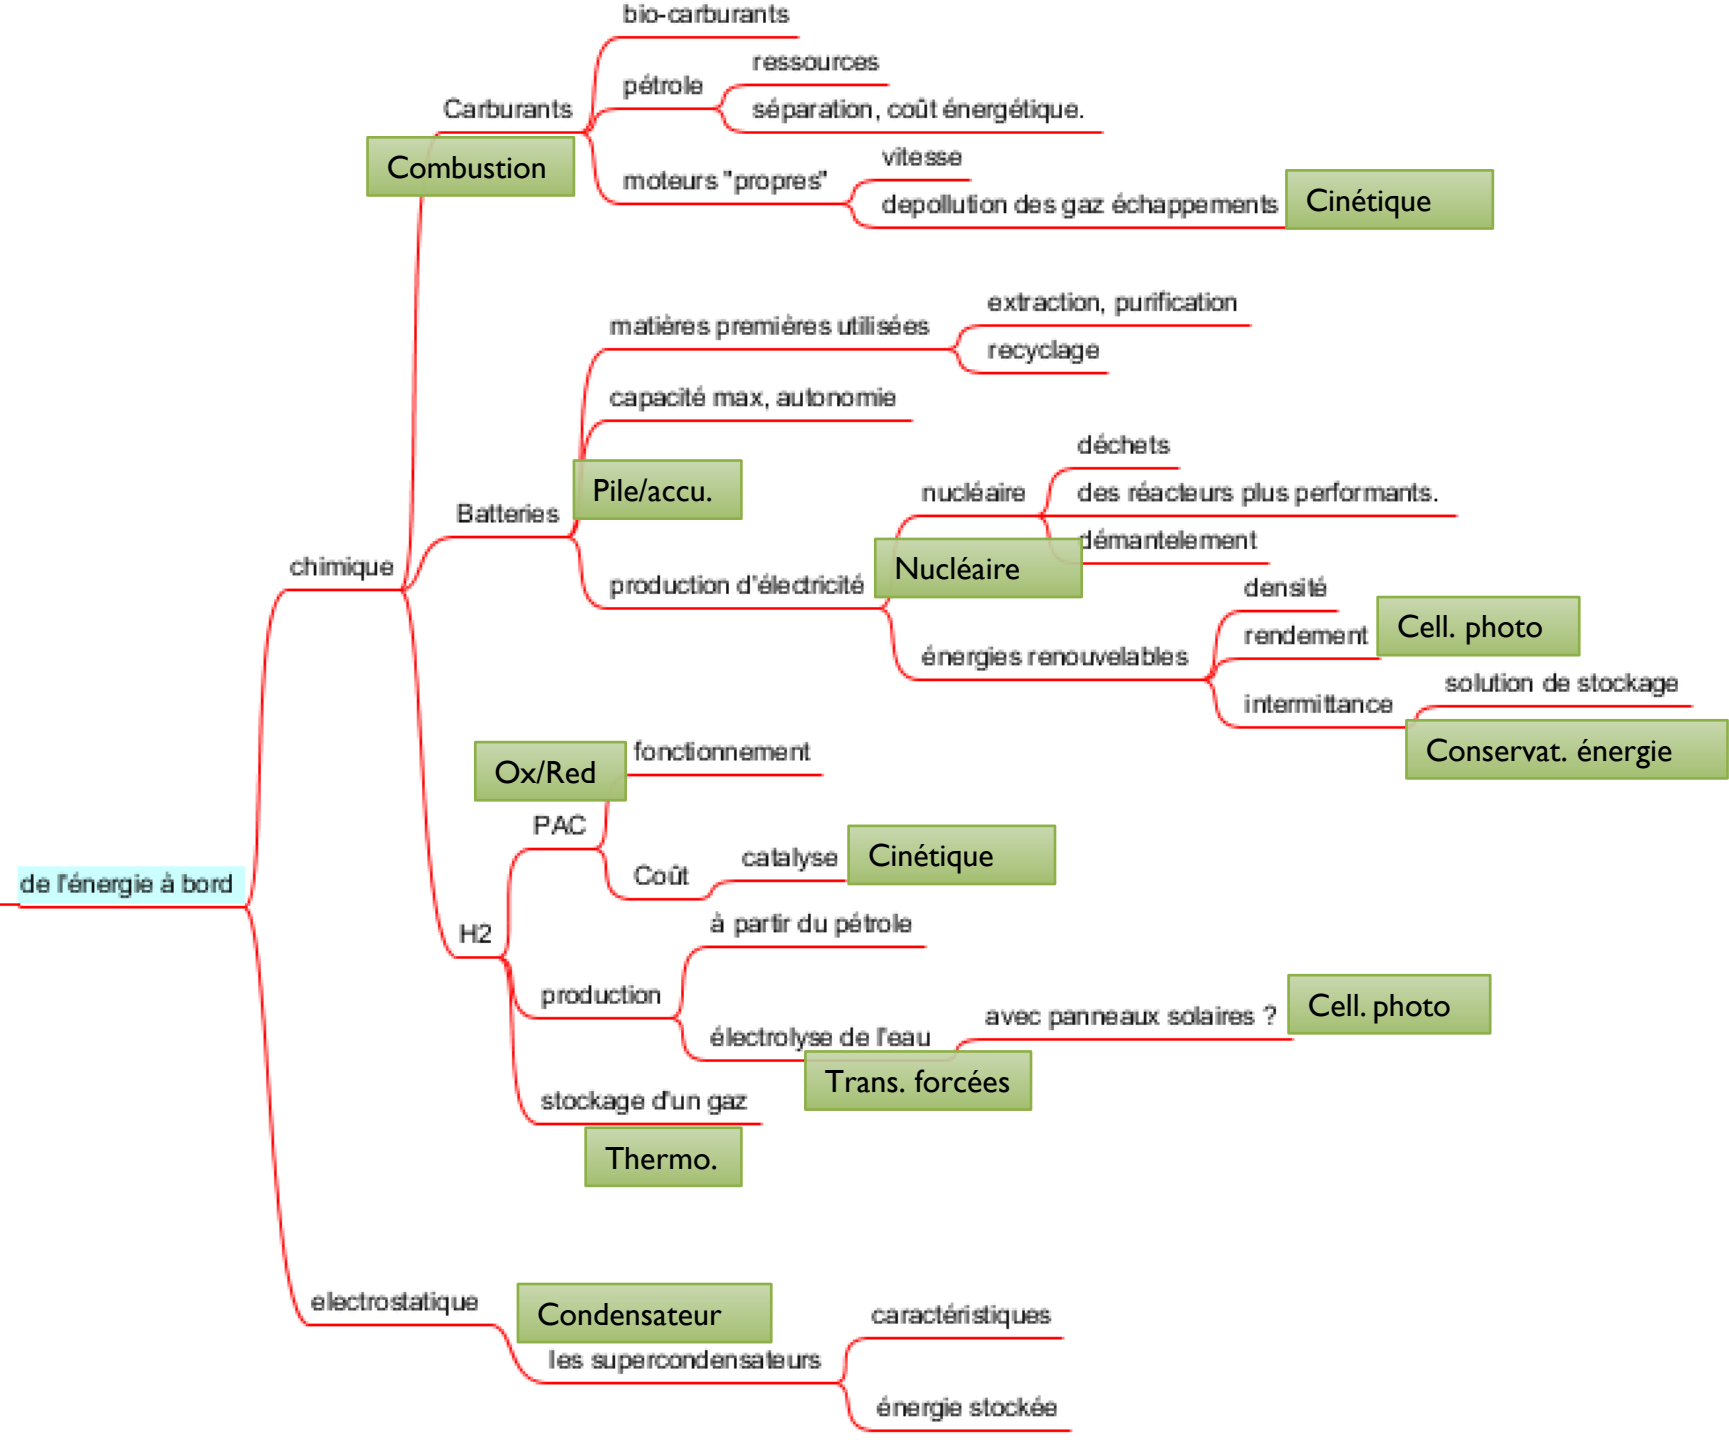 bio-carburants
ressources
pétrole
séparation, coût énergétique.
Carburants
Combustion
vitesse
moteurs "propres"
depollution des gaz échappements
Cinétique
extraction, purification
matières premières utilisées
recyclage
capacité max, autonomie
déchets
Pile/accu.
nucléaire
des réacteurs plus performants.
Batteries
démantelement
Nucléaire
chimique
production d'électricité
densité
Cell. photo
rendement
énergies renouvelables
solution de stockage
intermittance
Conservat. énergie
fonctionnement
Ox/Red
PAC
catalyse
Cinétique
Coût
de l'énergie à bord
à partir du pétrole
H2
production
Cell. photo
avec panneaux solaires ?
électrolyse de l'eau
Trans. forcées
stockage d'un gaz
Thermo.
electrostatique
Condensateur
caractéristiques
les supercondensateurs
énergie stockée